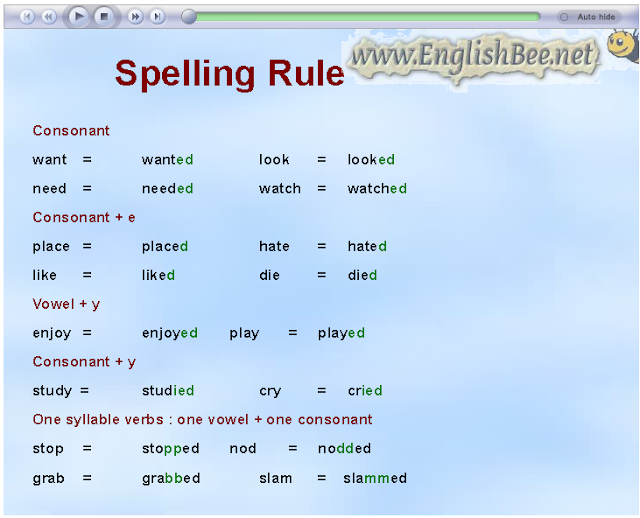 Auto hide
www.EnglishBee.net
Spelling Rule
Consonant
want = wanted look = looked
need = needed watch = watched
Consonant + e
place = placed hate = hated
like = liked die = died
Vowel + y
enjoy = enjoyed play = played
Consonant + y
study = studied cry = cried
One syllable verbs : one vowel + one consonant
stop = stopped nod = nodded
grab = grabbed slam = slammed